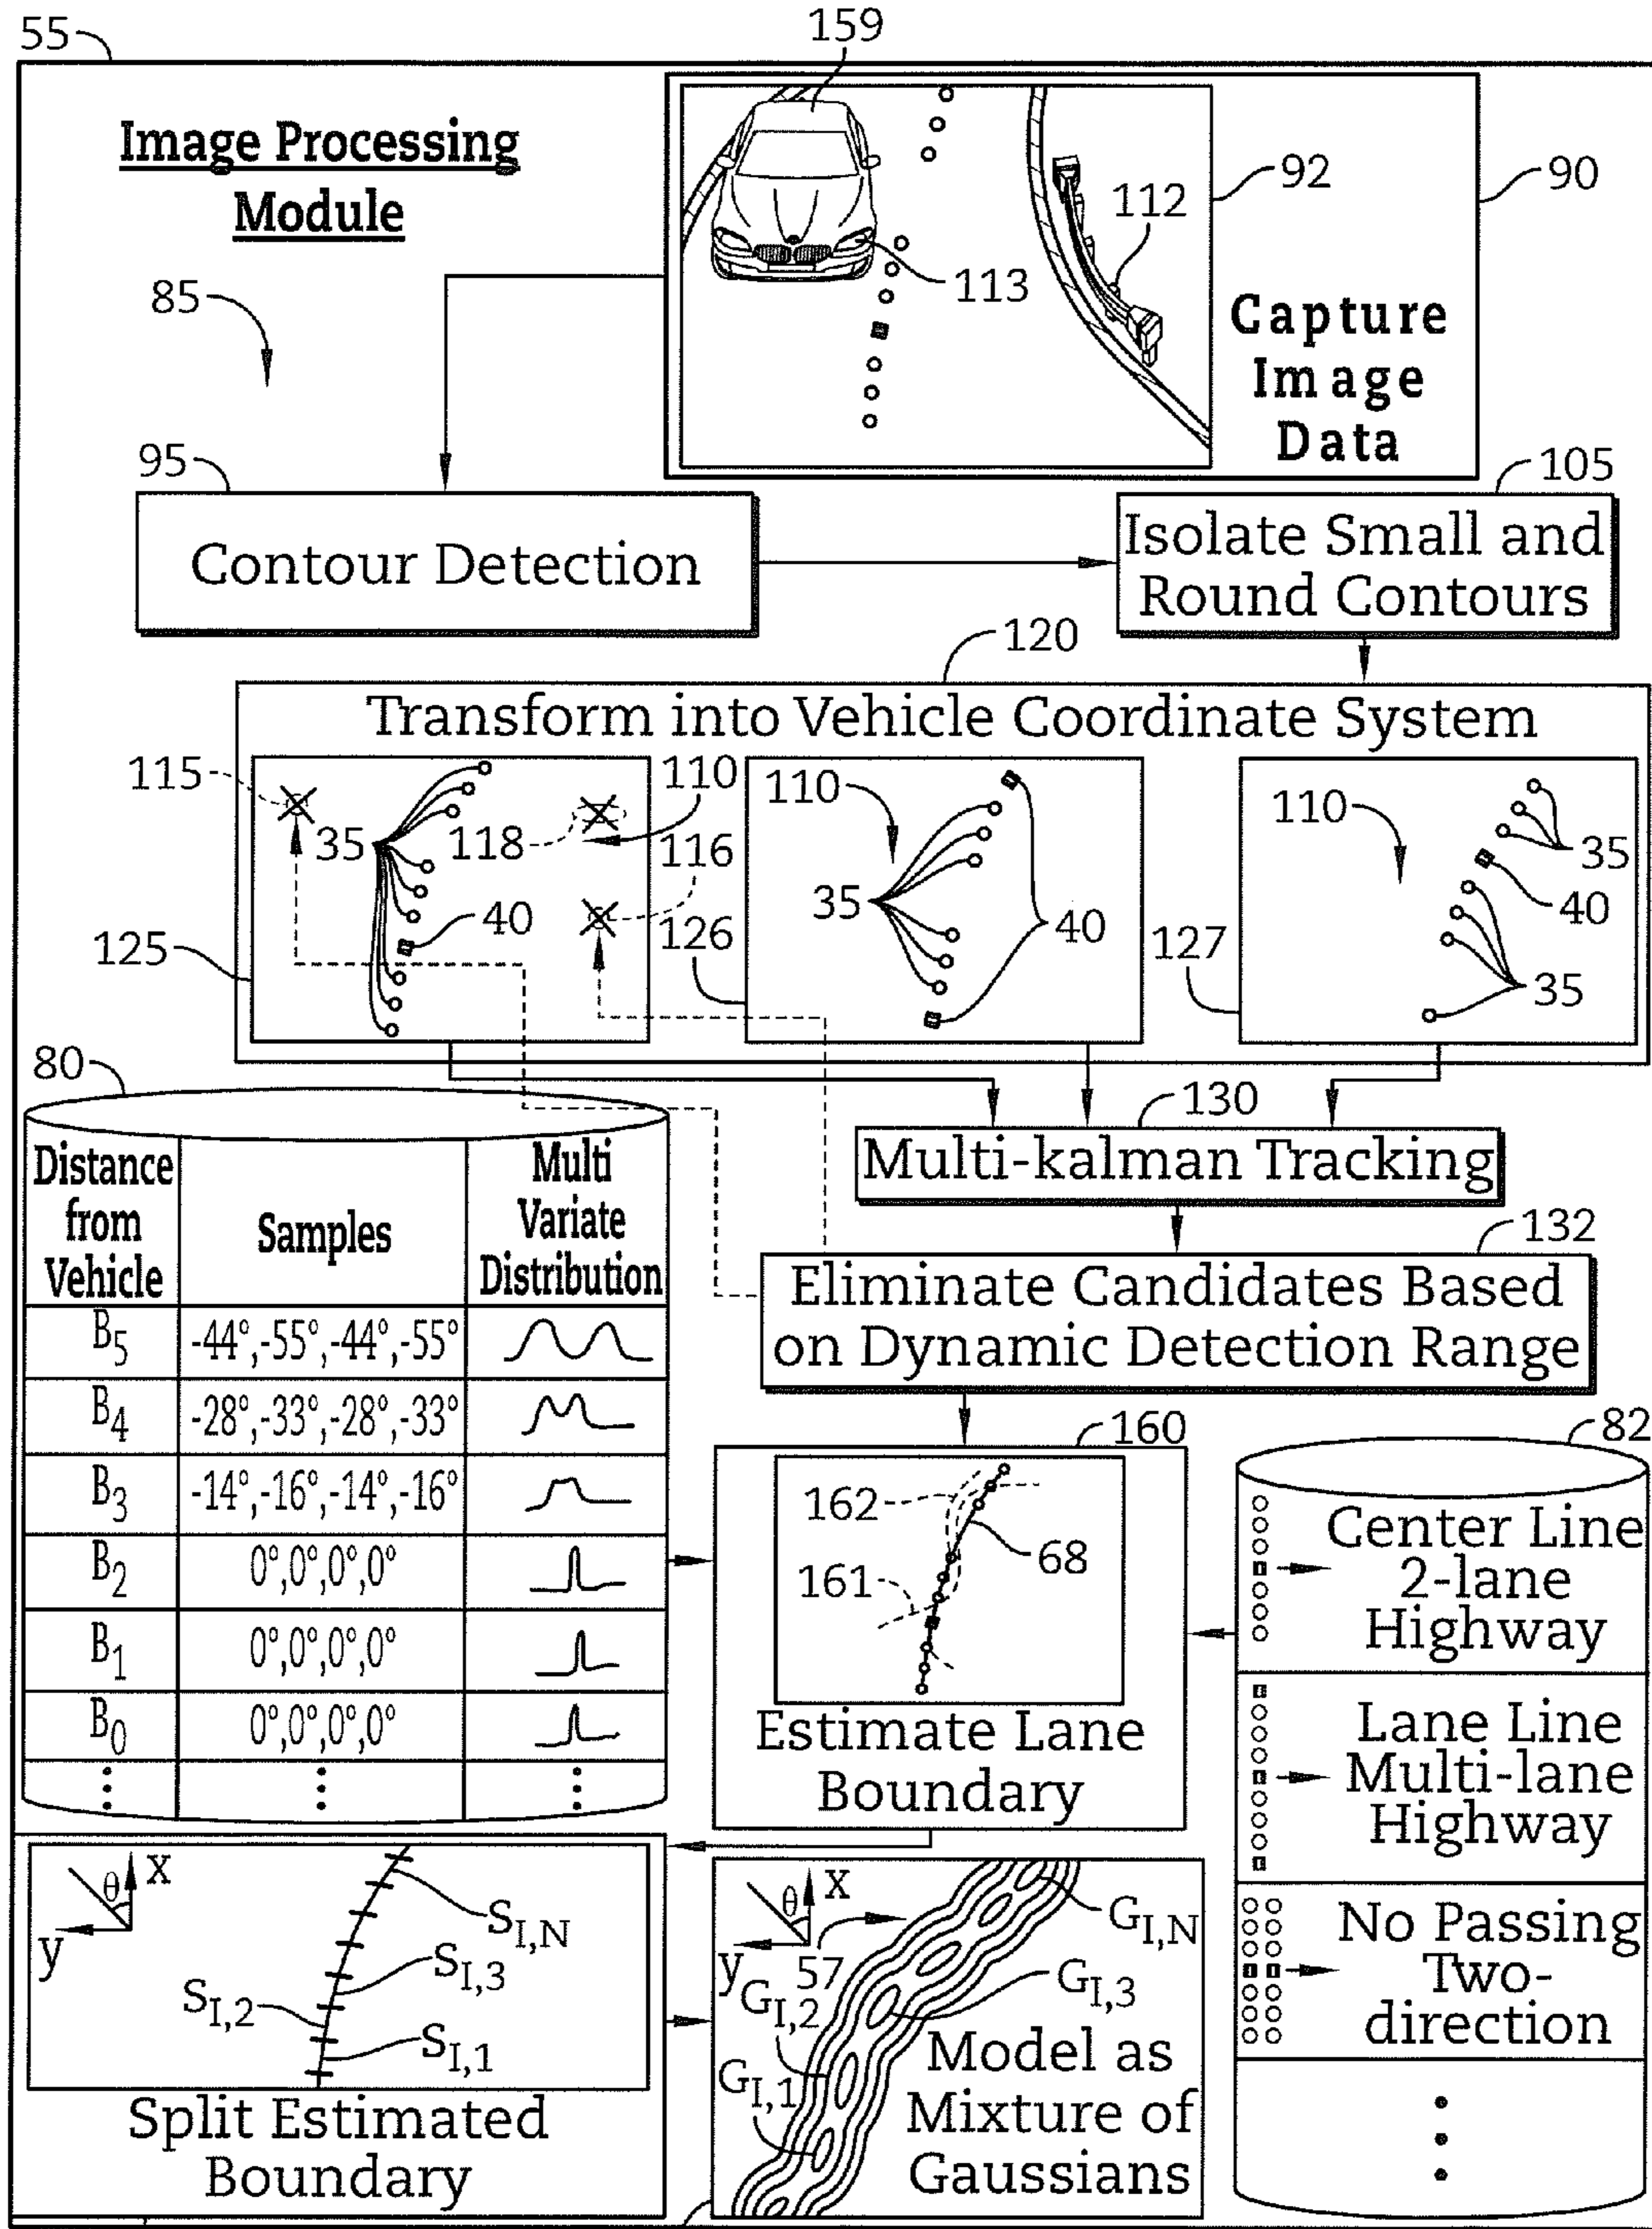 55
159
Image Processing
Module
92
90
112
113
85
Capture
Image
Data
95
105
Contour Detection
Isolate Small and
Round Contours
120
Transform into Vehicle Coordinate System
115
35
118
110
116
40
125
110
35
40
126
110
35
40
35
127
80
130
Multi-kalman Tracking
132
Eliminate Candidates Based
on Dynamic Detection Range
Distance
from
Vehicle
Samples
Multi
Variate
Distribution
B5 -44°,-55°,-44°,-55°
B4 -28°,-33°,-28°,-33°
B3 -14°,-16°,-14°,-16°
B2 0°,0°,0°,0°
B1 0°,0°,0°,0°
B0 0°,0°,0°,0°
160
162
68
161
Estimate Lane
Boundary
82
Center Line
2-lane
Highway
Lane Line
Multi-lane
Highway
No Passing
Two-
direction
θ X
y
SI,N
SI,3
SI,2
SI,1
Split Estimated
Boundary
θ X
y 57
GI,N
GI,3
GI,2
GI,1
Model as
Mixture of
Gaussians